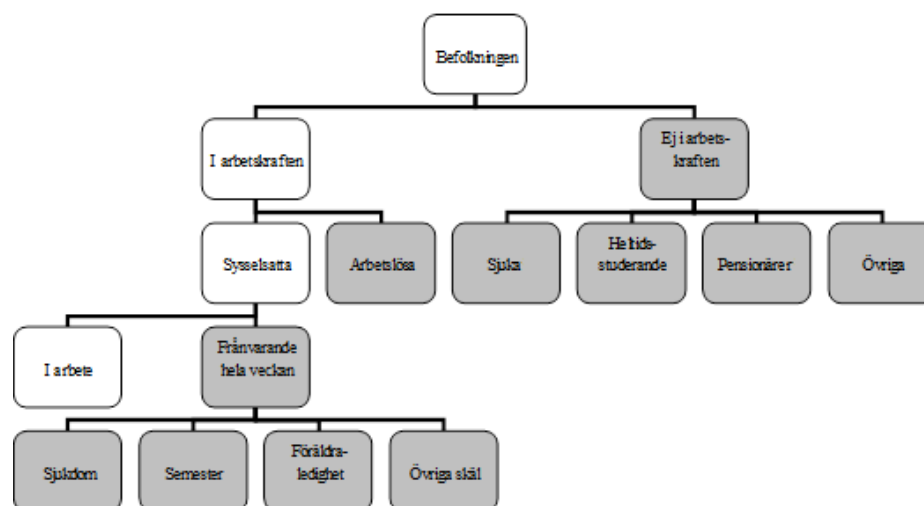 Befolkningen
I arbetskraften
Ej i arbets-
kraften
Sysselsatta
Arbetslösa
Sjuka
Heltids-
studerande
Pensionärer
Övriga
I arbete
Frånvarande
hela veckan
Sjukdom
Semester
Föräldra-
ledighet
Övriga skäl